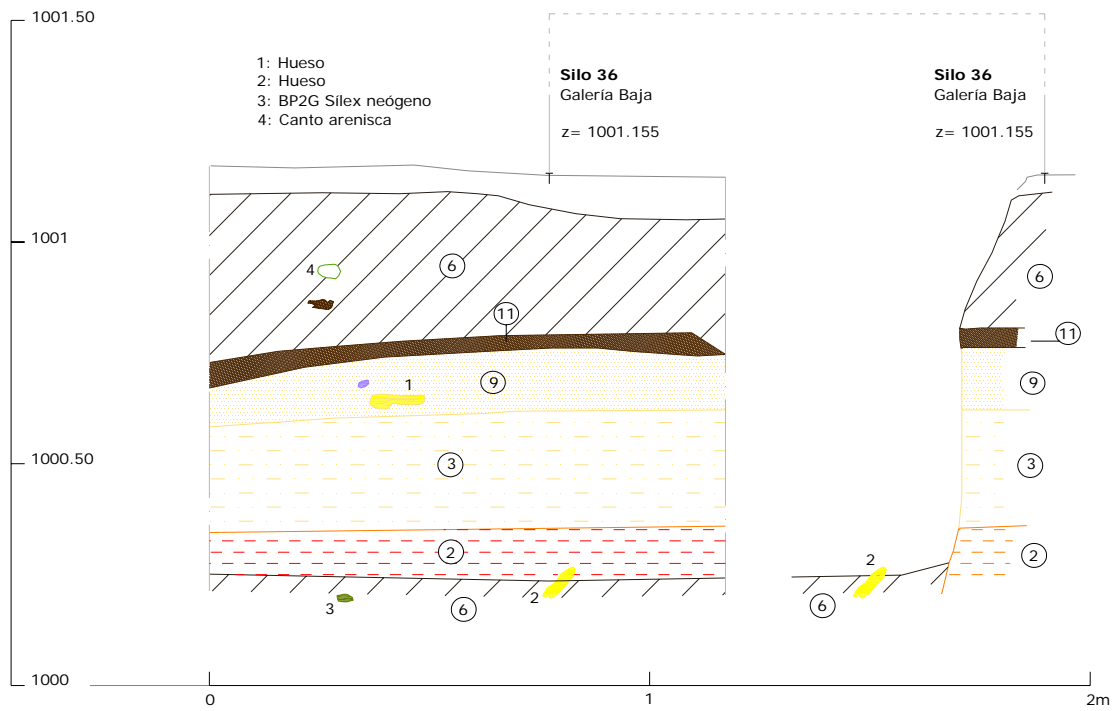 1001.50
1: Hueso
2: Hueso
3: BP2G Sílex neógeno
4: Canto arenisca
Silo 36
Galería Baja
z= 1001.155
Silo 36
Galería Baja
z= 1001.155
1001
4
6
6
11
11
1
9
9
1000.50
3
3
2
2
2
2
3
6
6
1000
0
1
2m